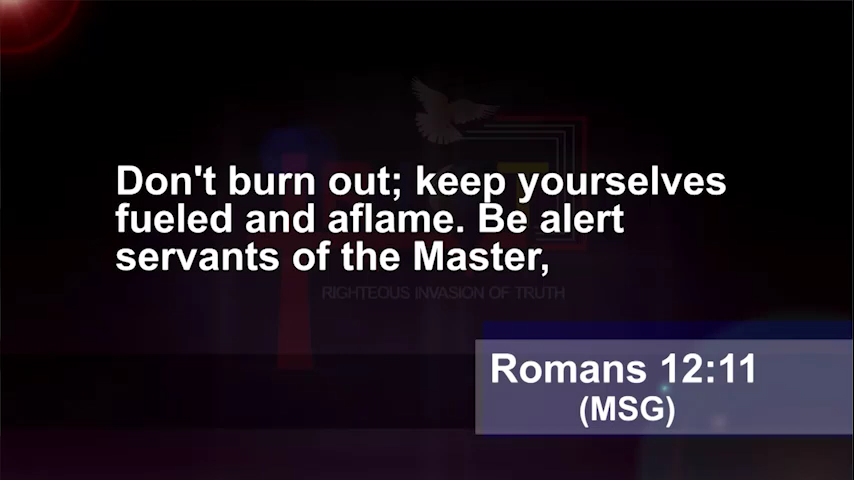 Don't burn out; keep yourselves
fueled and aflame. Be alert
servants of the Master,
RIGHTEOUS INVASION OF TRUTH
Romans 12:11
(MSG)